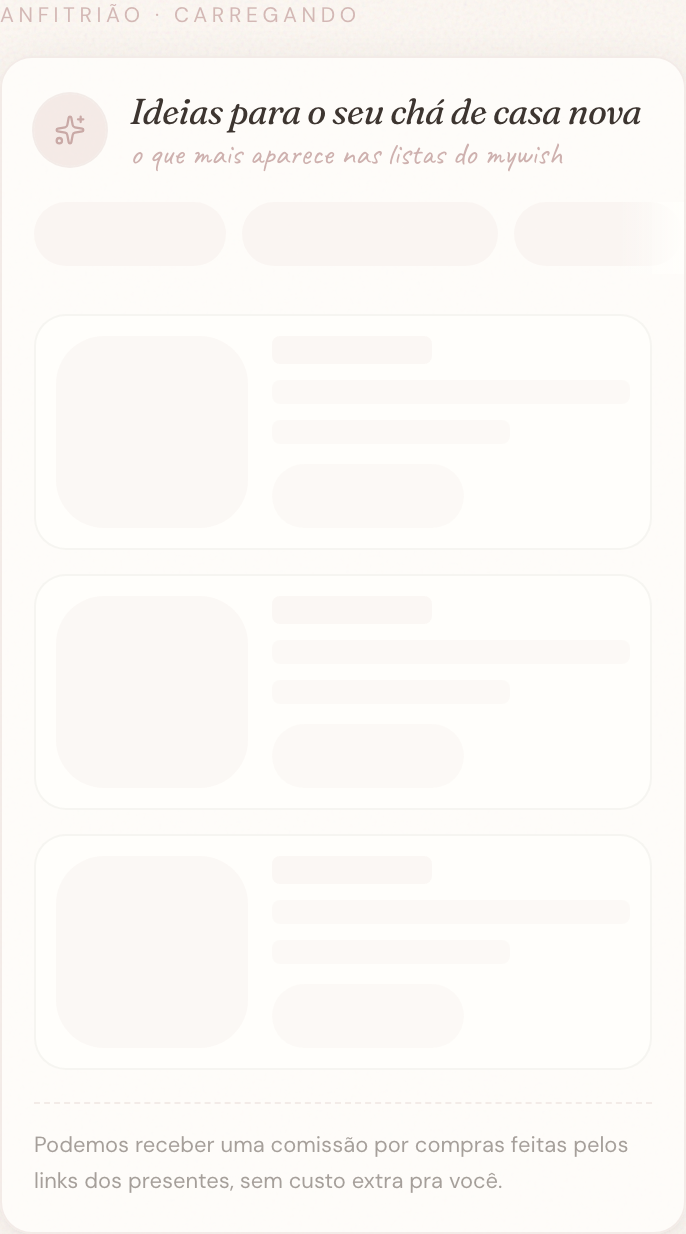 ANFITRIÃO · CARREGANDO
Ideias para o seu chá de casa nova
o que mais aparece nas listas do mywish
Podemos receber uma comissão por compras feitas pelos
links dos presentes, sem custo extra pra você.